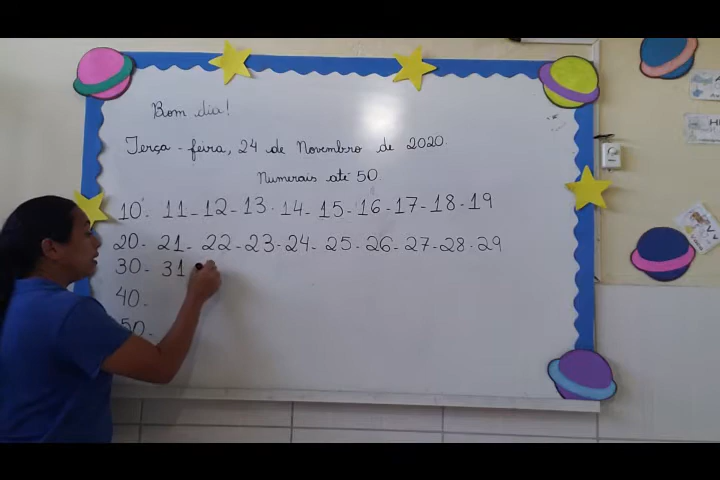 Bom dia!
Terça-feira, 24 de Novembro de 2020.
Numerais até 50
10. 11-12-13.14-15-16-17-18-19
20-21-22-23-24-25-26-27-28.29
30-31
40.
50-